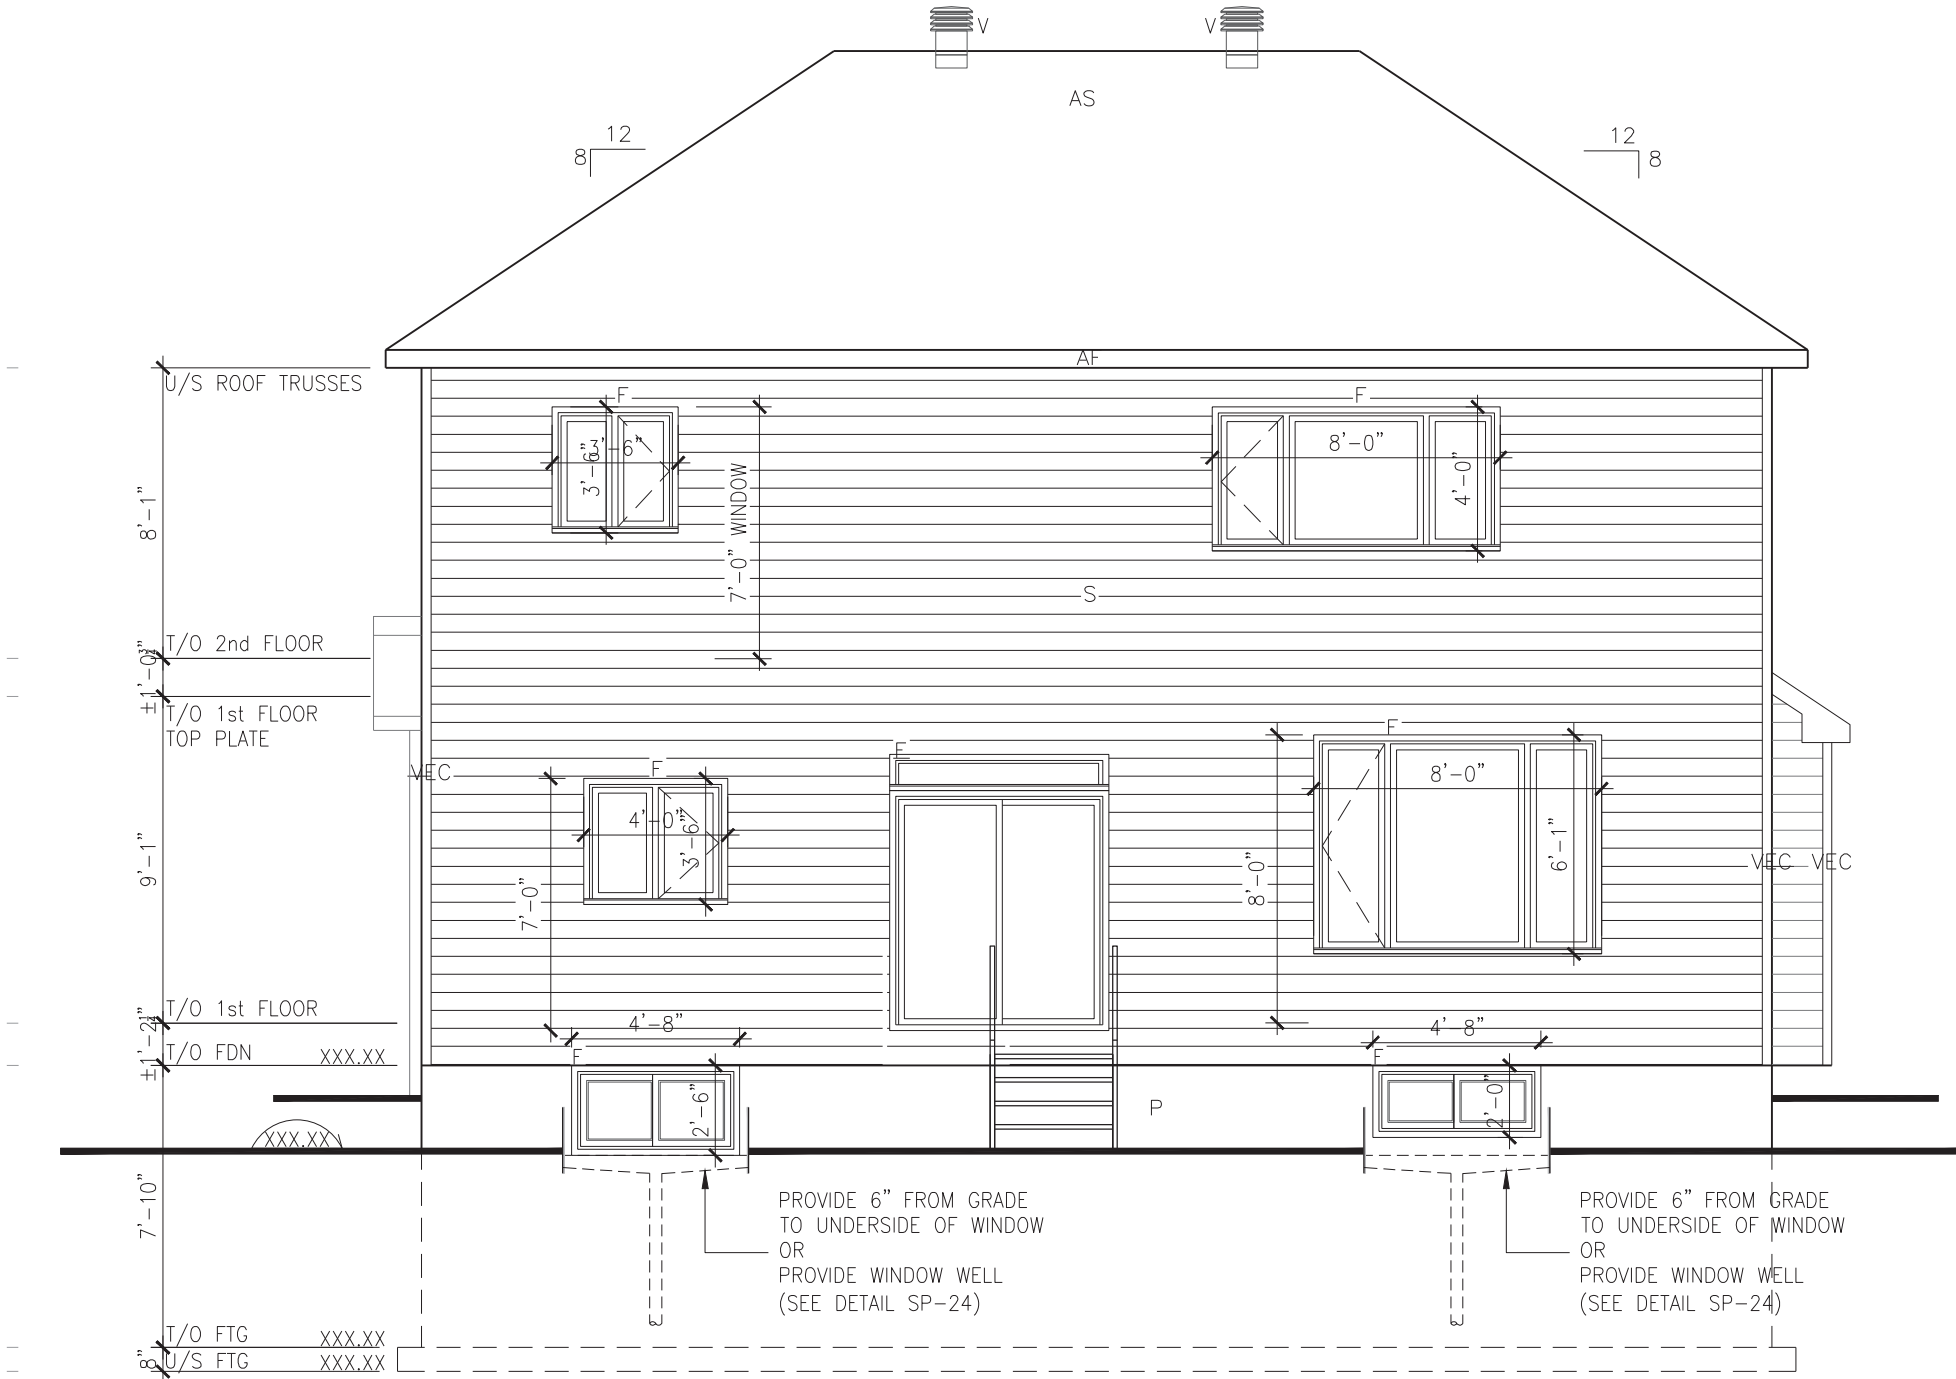 V
V
AS
12
8
12
8
AF
U/S ROOF TRUSSES
F
F
3'-6"
3'-6"
8'-0"
4'-0"
7'-0" WINDOW
8'-1"
S
T/O 2nd FLOOR
±1'-0¾"
T/O 1st FLOOR
TOP PLATE
F
F
F
VEC
8'-0"
4'-0"
3'-6"
6'-1"
9'-1"
7'-0"
8'-0"
VEC
VEC
T/O 1st FLOOR
4'-8"
4'-8"
T/O FDN XXX.XX
F
F
2'-6"
2'-0"
P
XXX.XX
7'-10"
PROVIDE 6" FROM GRADE
TO UNDERSIDE OF WINDOW
OR
PROVIDE WINDOW WELL
(SEE DETAIL SP-24)
PROVIDE 6" FROM GRADE
TO UNDERSIDE OF WINDOW
OR
PROVIDE WINDOW WELL
(SEE DETAIL SP-24)
T/O FTG XXX.XX
8"
U/S FTG XXX.XX